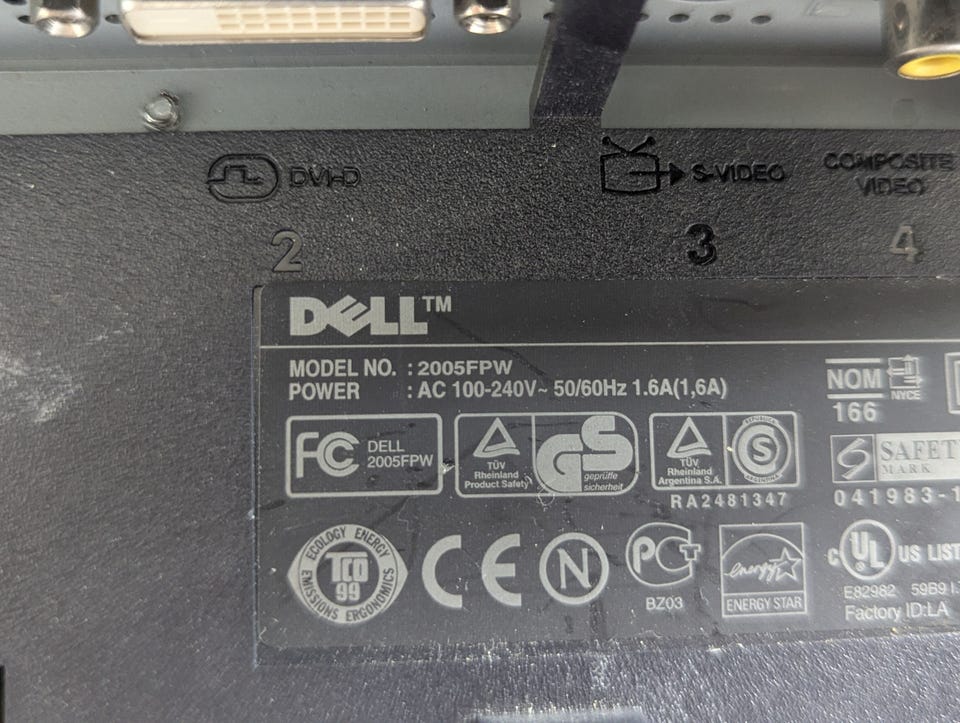 DVI-D
S-VIDEO
COMPOSITE
VIDEO
2
3
4
DELL™
MODEL NO. : 2005FPW
POWER : AC 100-240V~ 50/60Hz 1.6A(1,6A)
NOM
NYCE
166
FC
DELL
2005FPW
TÜV
Rheinland
Product Safety
GS
geprüfte
sicherheit
TÜV
Rheinland
Argentina S.A.
S
RA2481347
S
SAFET
MARK
041983-1
ECOLOGY ENERGY
TCO
99
EMISSIONS ERGONOMICS
CE
N
PCT
BZ03
energy
ENERGY STAR
c UL US LIST
E82982 59B9 I.
Factory ID:LA